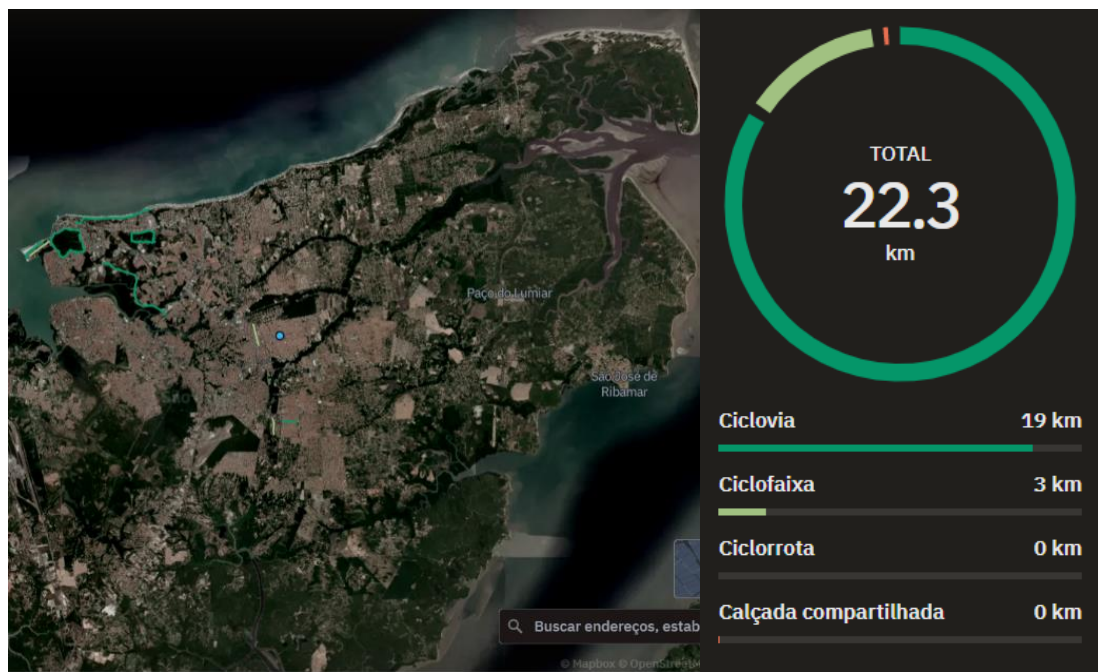 Paço do Lumiar
São José de
Ribamar
Buscar endereços, estab
© Mapbox © OpenStreetM
TOTAL
22.3
km
Ciclovia 19 km
Ciclofaixa 3 km
Ciclorrota 0 km
Calçada compartilhada 0 km